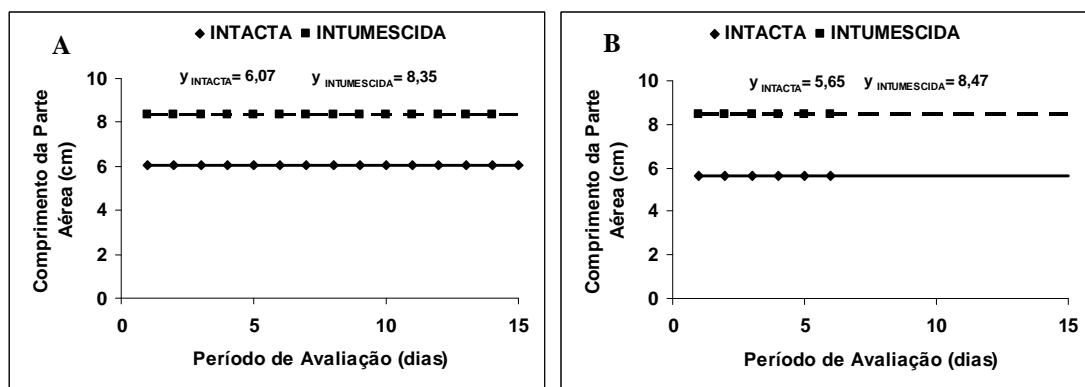 A
INTACTA INTUMESCIDA
y INTACTA= 6,07 y INTUMESCIDA= 8,35
10
8
6
4
2
0
Comprimento da Parte
Aérea (cm)
0 5 10 15
Período de Avaliação (dias)
B
INTACTA INTUMESCIDA
y INTACTA= 5,65 y INTUMESCIDA= 8,47
10
8
6
4
2
0
Comprimento da Parte
Aérea (cm)
0 5 10 15
Período de Avaliação (dias)